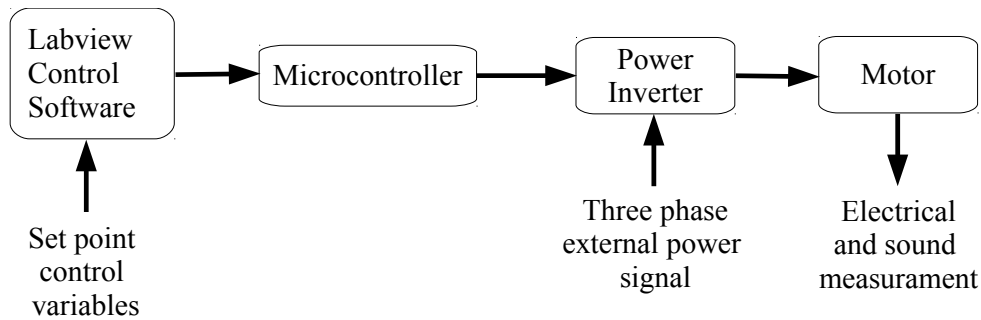 Labview
Control
Software
Microcontroller
Power
Inverter
Motor
Set point
control
variables
Three phase
external power
signal
Electrical
and sound
measurament